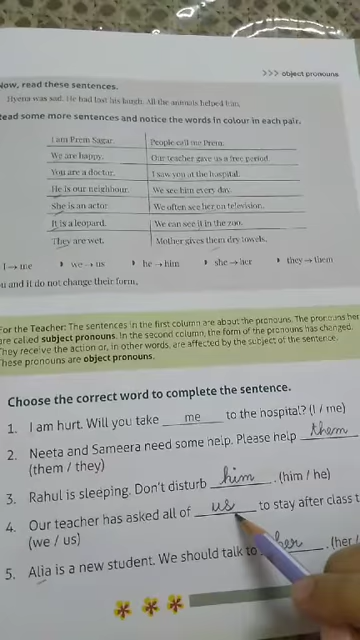 >>> object pronouns
Now, read these sentences.
Hyena was sad. He had lost his laugh. All the animals helped him.
Read some more sentences and notice the words in colour in each pair.
I am Prem Sagar. People call me Prem.
We are happy. Our teacher gave us a free period.
You are a doctor. I saw you at the hospital.
He is our neighbour. We see him every day.
She is an actor. We often see her on television.
It is a leopard. We can see it in the zoo.
They are wet. Mother gives them dry towels.
I → me we → us he → him she → her they → them
and it do not change their form.
For the Teacher: The sentences in the first column are about the pronouns. The pronouns her
are called subject pronouns. In the second column, the form of the pronouns has changed.
They receive the action or, in other words, are affected by the subject of the sentence.
These pronouns are object pronouns.
Choose the correct word to complete the sentence.
1. I am hurt. Will you take me to the hospital? (I / me)
2. Neeta and Sameera need some help. Please help them
(them / they)
3. Rahul is sleeping. Don't disturb him. (him / he)
4. Our teacher has asked all of us to stay after class t
(we / us)
5. Alia is a new student. We should talk to her. (her /